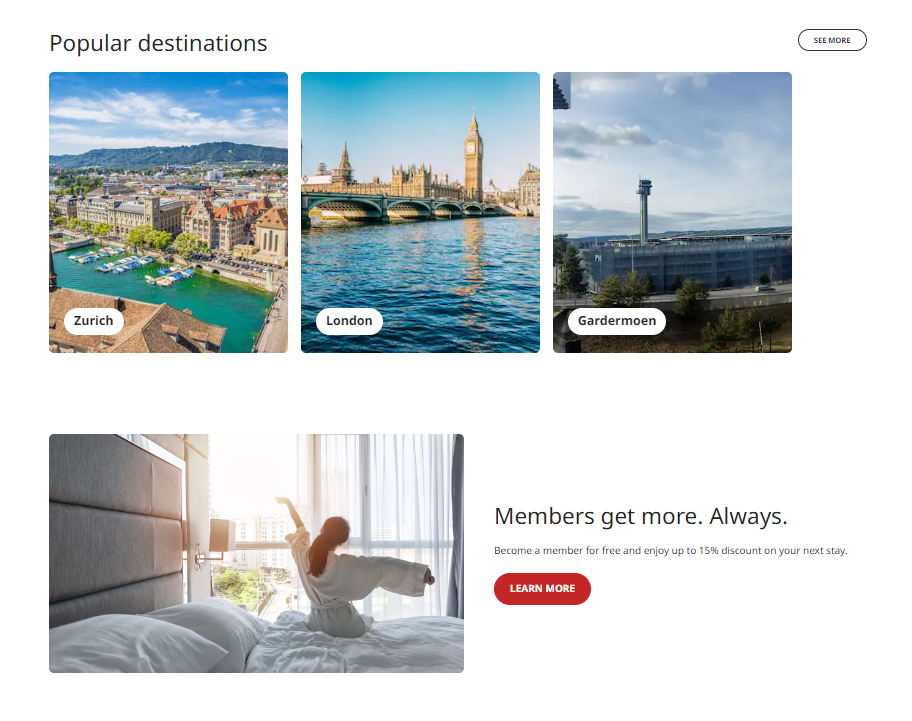 Popular destinations
SEE MORE
Zurich
London
Gardermoen
Members get more. Always.
Become a member for free and enjoy up to 15% discount on your next stay.
LEARN MORE